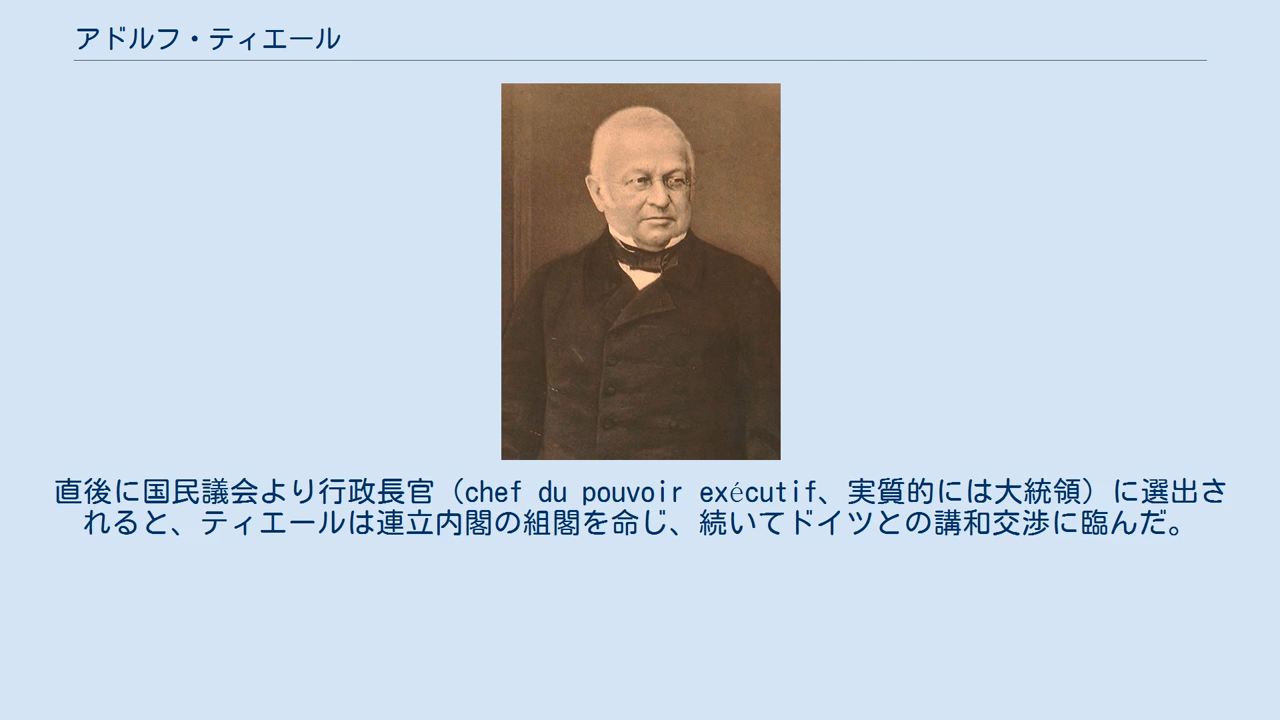 アドルフ・ティエール
直後に国民議会より行政長官（chef du pouvoir exécutif、実質的には大統領）に選出さ
れると、ティエールは連立内閣の組閣を命じ、続いてドイツとの講和交渉に臨んだ。